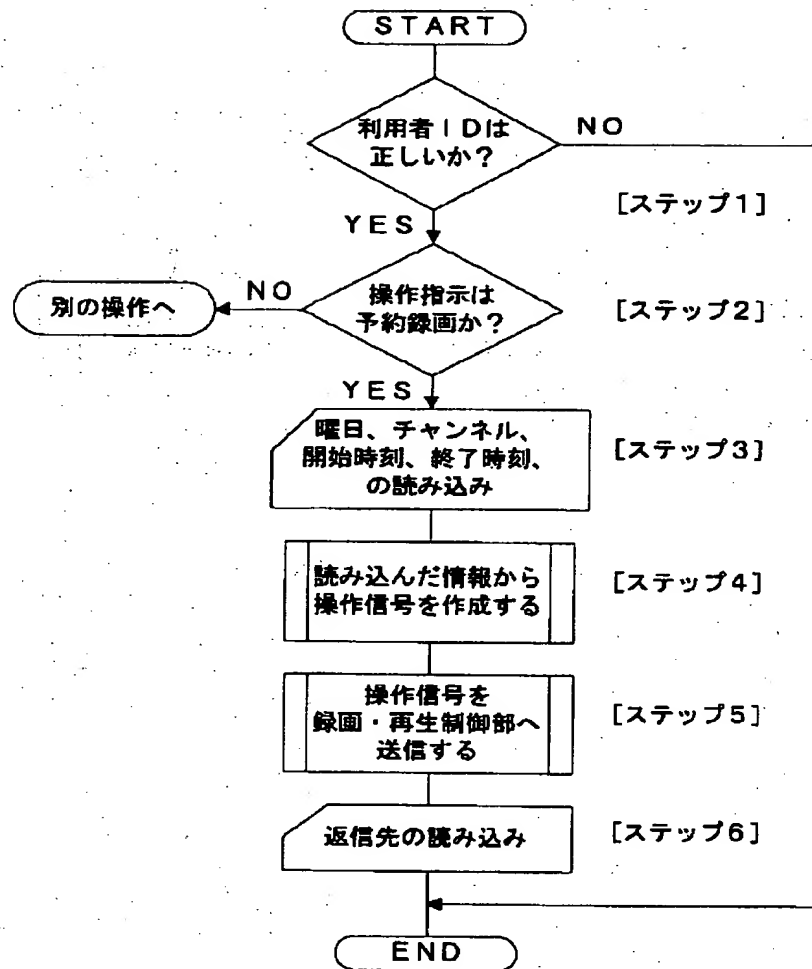 START
利用者IDは
正しいか？
NO
[ステップ1]
YES
別の操作へ
NO
操作指示は
予約録画か？
[ステップ2]
YES
曜日、チャンネル、
開始時刻、終了時刻、
の読み込み
[ステップ3]
読み込んだ情報から
操作信号を作成する
[ステップ4]
操作信号を
録画・再生制御部へ
送信する
[ステップ5]
返信先の読み込み
[ステップ6]
END